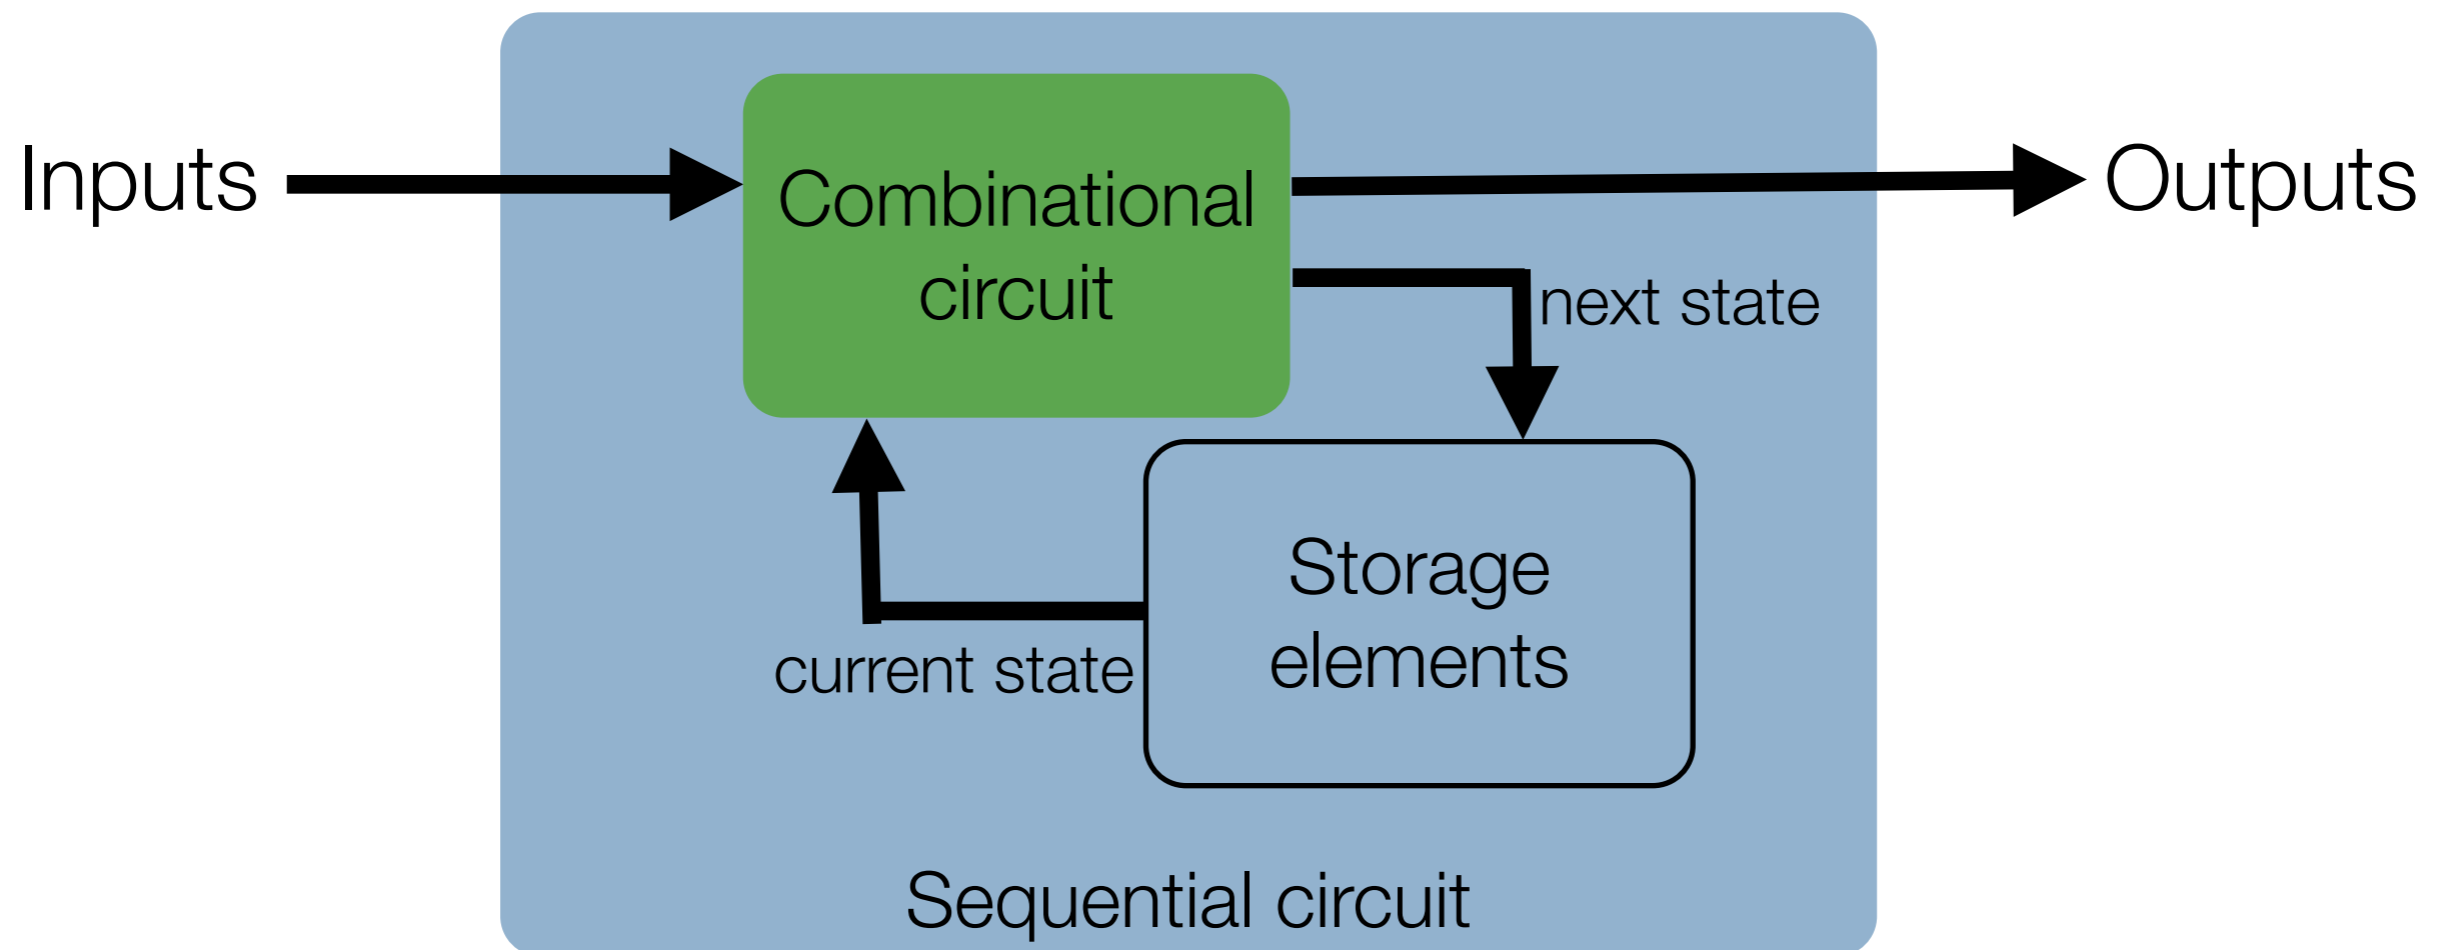 Inputs
Combinational
circuit
Outputs
next state
Storage
elements
current state
Sequential circuit